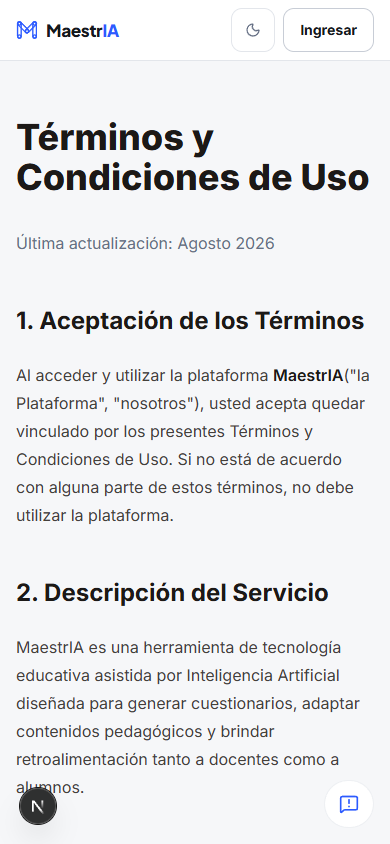 MaestrIA
Ingresar
Términos y
Condiciones de Uso
Última actualización: Agosto 2026
1. Aceptación de los Términos
Al acceder y utilizar la plataforma MaestrIA("la
Plataforma", "nosotros"), usted acepta quedar
vinculado por los presentes Términos y
Condiciones de Uso. Si no está de acuerdo
con alguna parte de estos términos, no debe
utilizar la plataforma.
2. Descripción del Servicio
MaestrIA es una herramienta de tecnología
educativa asistida por Inteligencia Artificial
diseñada para generar cuestionarios, adaptar
contenidos pedagógicos y brindar
retroalimentación tanto a docentes como a
alumnos.
N